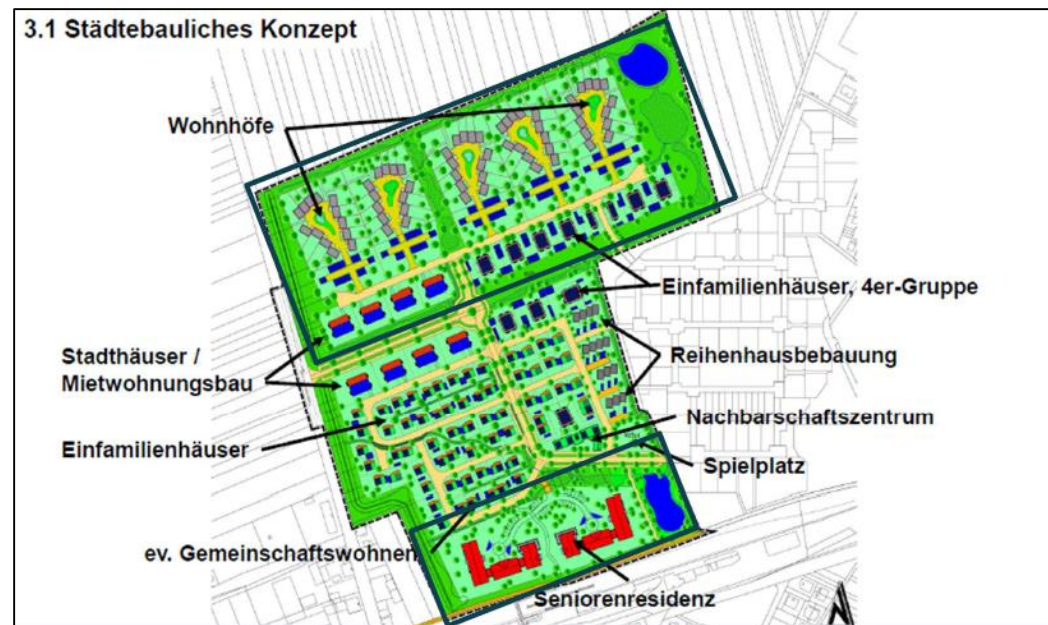 3.1 Städtebauliches Konzept
Wohnhöfe
Einfamilienhäuser, 4er-Gruppe
Stadthäuser /
Mietwohnungsbau
Reihenhausbebauung
Nachbarschaftszentrum
Einfamilienhäuser
Spielplatz
ev. Gemeinschaftswohnen
Seniorenresidenz
N